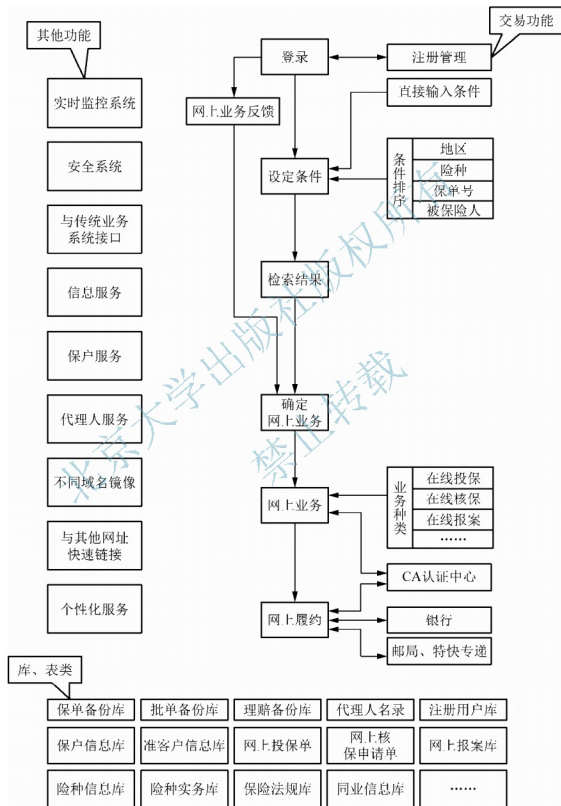 其他功能
交易功能
实时监控系统
安全系统
与传统业务
系统接口
信息服务
保户服务
代理人服务
不同域名镜像
与其他网址
快速链接
个性化服务
登录
注册管理
网上业务反馈
直接输入条件
设定条件
条件排序
地区
险种
保单号
被保险人
检索结果
确定
网上业务
网上业务
业务种类
在线投保
在线核保
在线报案
……
CA认证中心
网上履约
银行
邮局、特快专递
库、表类
保单备份库
批单备份库
理赔备份库
代理人名录
注册用户库
保户信息库
准客户信息库
网上投保单
网上核
保申请单
网上报案库
险种信息库
险种实务库
保险法规库
同业信息库
……
北京大学出版社版权所有
禁止转载